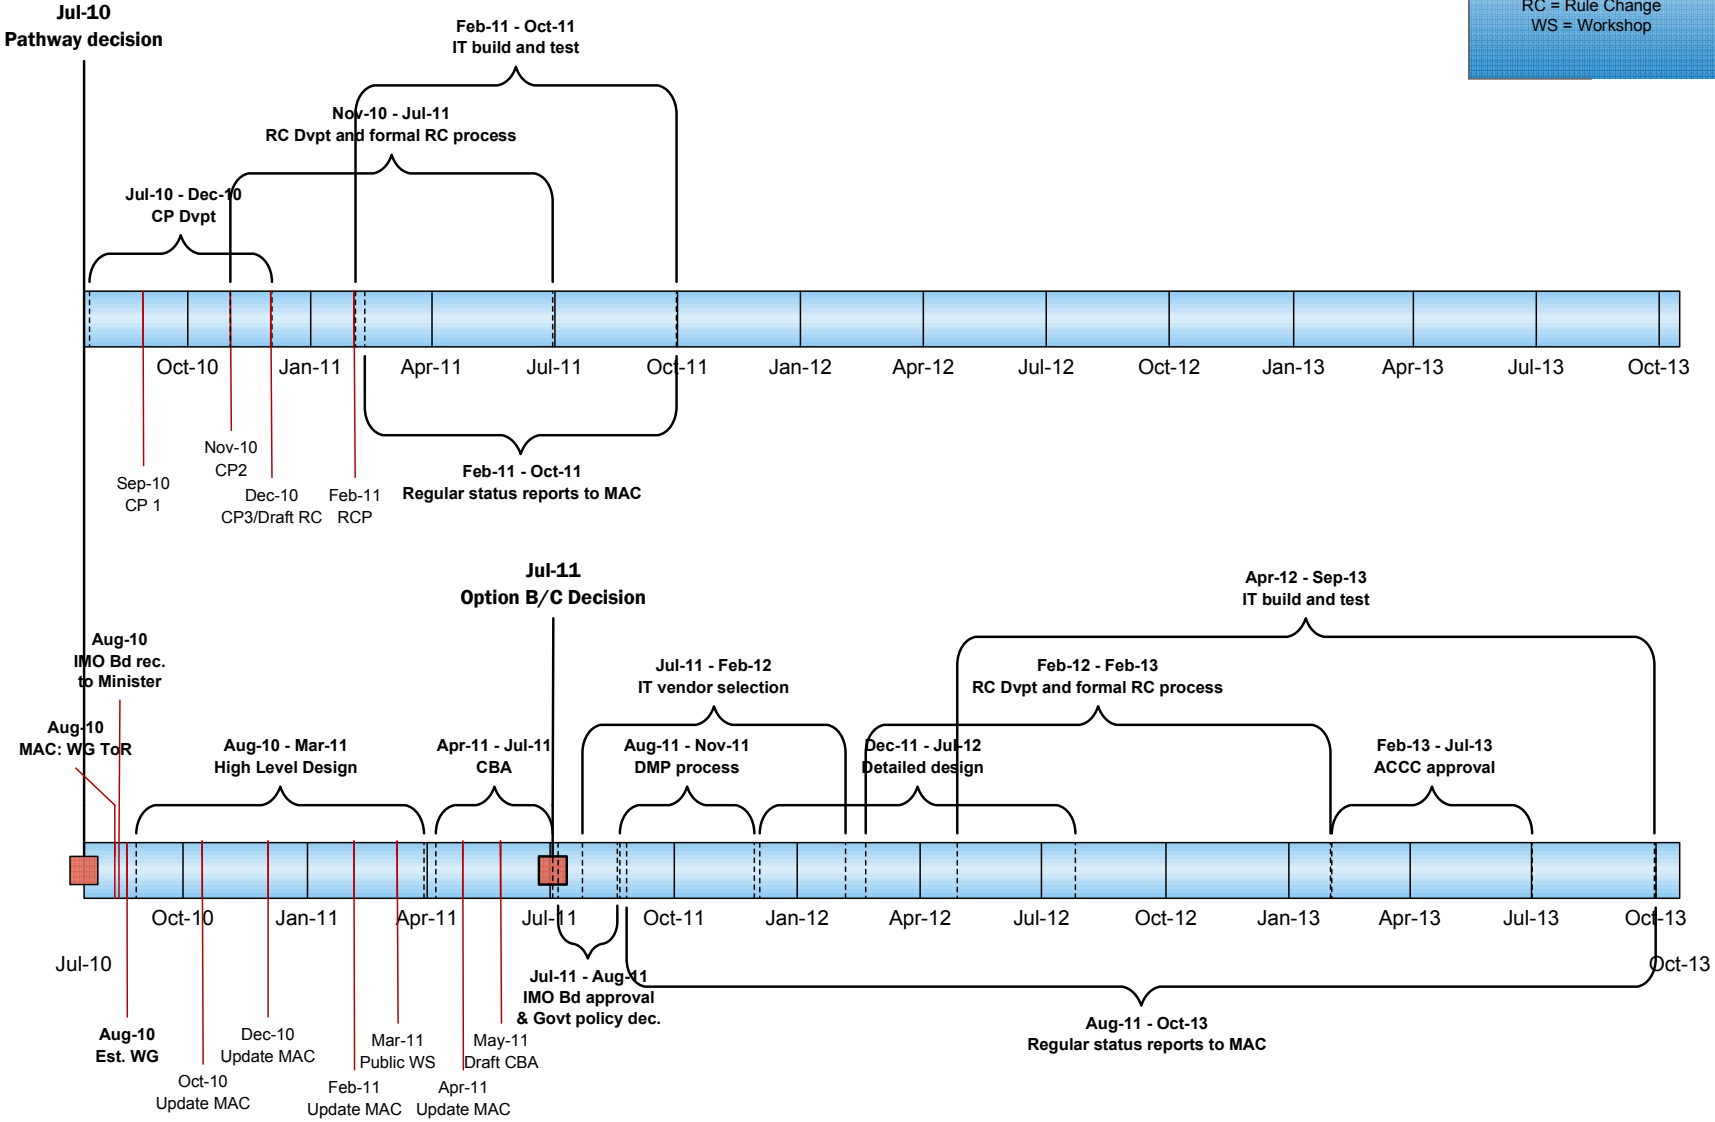 Jul-10
Pathway decision
RC = Rule Change
WS = Workshop
Feb-11 - Oct-11
IT build and test
Nov-10 - Jul-11
RC Dvpt and formal RC process
Jul-10 - Dec-10
CP Dvpt
Oct-10 Jan-11 Apr-11 Jul-11 Oct-11 Jan-12 Apr-12 Jul-12 Oct-12 Jan-13 Apr-13 Jul-13 Oct-13
Sep-10
CP 1
Nov-10
CP2
Dec-10
CP3/Draft RC
Feb-11
RCP
Feb-11 - Oct-11
Regular status reports to MAC
Jul-11
Option B/C Decision
Apr-12 - Sep-13
IT build and test
Aug-10
IMO Bd rec.
to Minister
Jul-11 - Feb-12
IT vendor selection
Feb-12 - Feb-13
RC Dvpt and formal RC process
Aug-10
MAC: WG ToR
Aug-10 - Mar-11
High Level Design
Apr-11 - Jul-11
CBA
Aug-11 - Nov-11
DMP process
Dec-11 - Jul-12
Detailed design
Feb-13 - Jul-13
ACCC approval
Oct-10 Jan-11 Apr-11 Jul-11 Oct-11 Jan-12 Apr-12 Jul-12 Oct-12 Jan-13 Apr-13 Jul-13 Oct-13
Jul-10
Oct-13
Jul-11 - Aug-11
IMO Bd approval
& Govt policy dec.
Aug-11 - Oct-13
Regular status reports to MAC
Aug-10
Est. WG
Oct-10
Update MAC
Dec-10
Update MAC
Feb-11
Update MAC
Mar-11
Public WS
Apr-11
Update MAC
May-11
Draft CBA